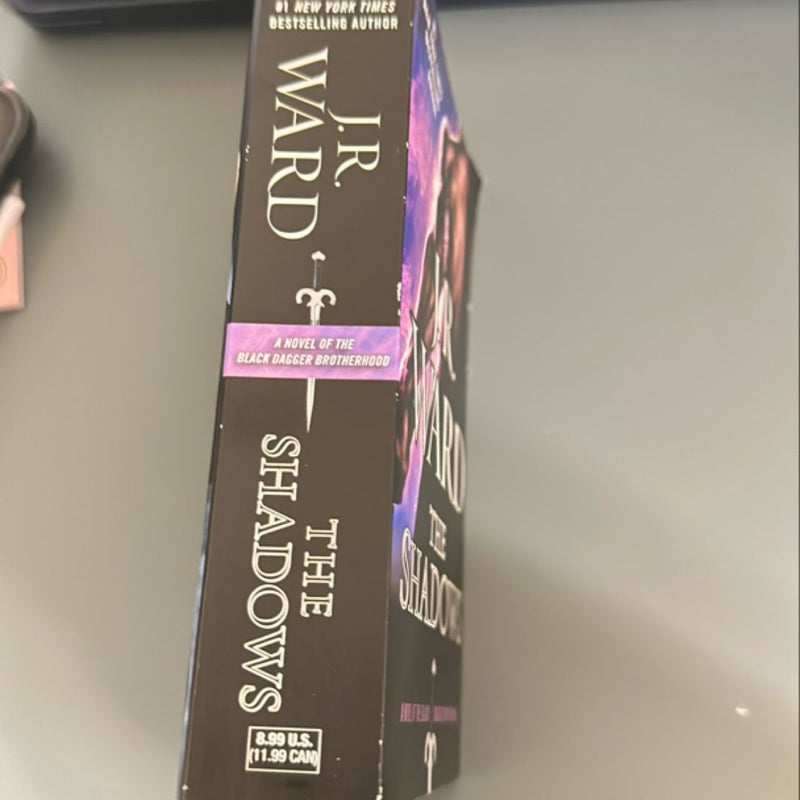 #1 NEW YORK TIMES
BESTSELLING AUTHOR
J.R.
WARD
A NOVEL OF THE
BLACK DAGGER BROTHERHOOD
THE
SHADOWS
8.99 U.S.
(11.99 CAN)
J.R.
WARD
THE
SHADOWS